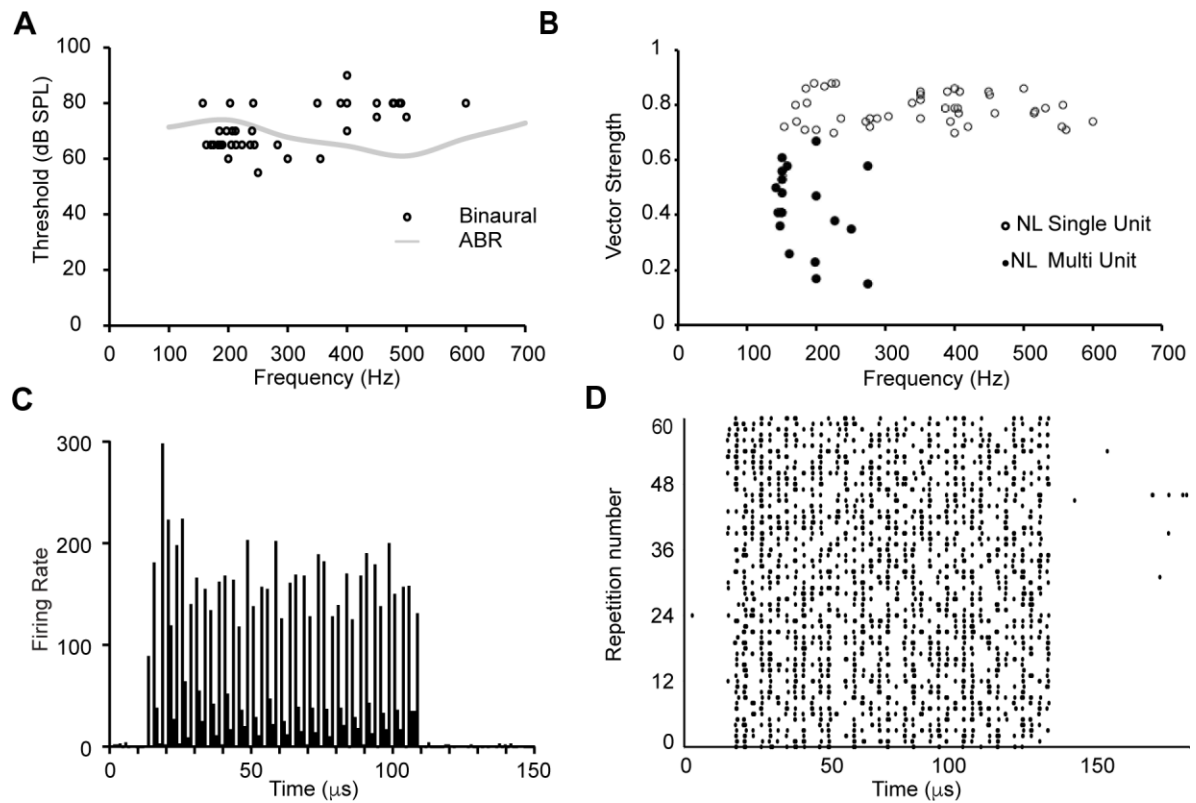 A
100
80
60
40
20
0
Threshold (dB SPL)
Binaural
ABR
0 100 200 300 400 500 600 700
Frequency (Hz)
B
1
0.8
0.6
0.4
0.2
0
Vector Strength
NL Single Unit
NL Multi Unit
0 100 200 300 400 500 600 700
Frequency (Hz)
C
300
200
100
0
Firing Rate
0 50 100 150
Time (μs)
D
60
48
36
24
12
0
Repetition number
0 50 100 150
Time (μs)